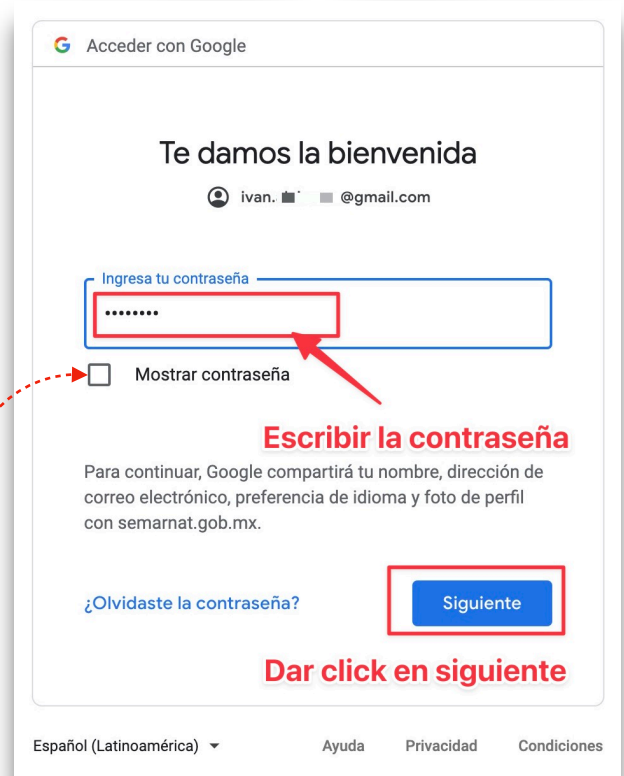 Acceder con Google
Te damos la bienvenida
ivan. @gmail.com
Ingresa tu contraseña
••••••••
Mostrar contraseña
Escribir la contraseña
Para continuar, Google compartirá tu nombre, dirección de
correo electrónico, preferencia de idioma y foto de perfil
con semarnat.gob.mx.
¿Olvidaste la contraseña?
Siguiente
Dar click en siguiente
Español (Latinoamérica)
Ayuda
Privacidad
Condiciones